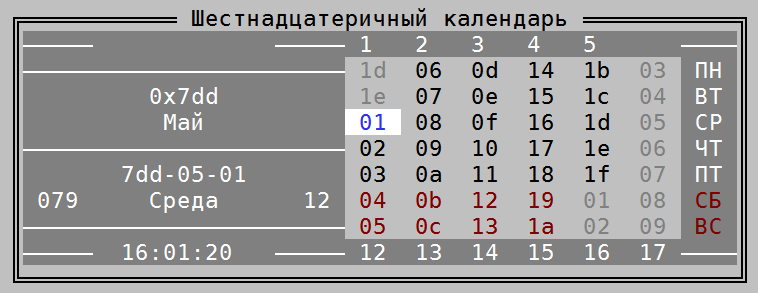 Шестнадцатеричный календарь
1 2 3 4 5
1d 06 0d 14 1b 03 ПН
0x7dd 1e 07 0e 15 1c 04 ВТ
Май 01 08 0f 16 1d 05 СР
02 09 10 17 1e 06 ЧТ
7dd-05-01 03 0a 11 18 1f 07 ПТ
079 Среда 12 04 0b 12 19 01 08 СБ
05 0c 13 1a 02 09 ВС
16:01:20 12 13 14 15 16 17